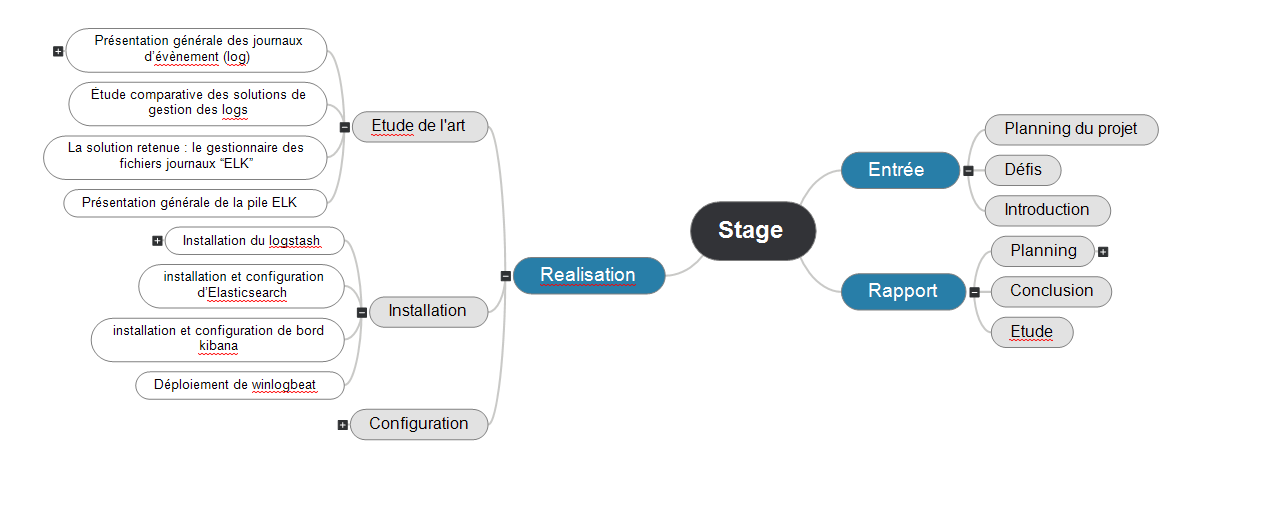 Présentation générale des journaux
d'évènement (log)
Étude comparative des solutions de
gestion des logs
La solution retenue : le gestionnaire des
fichiers journaux “ELK”
Présentation générale de la pile ELK
Etude de l'art
Installation du logstash
installation et configuration
d'Elasticsearch
installation et configuration de bord
kibana
Déploiement de winlogbeat
Installation
Configuration
Realisation
Stage
Entrée
Planning du projet
Défis
Introduction
Rapport
Planning
Conclusion
Etude